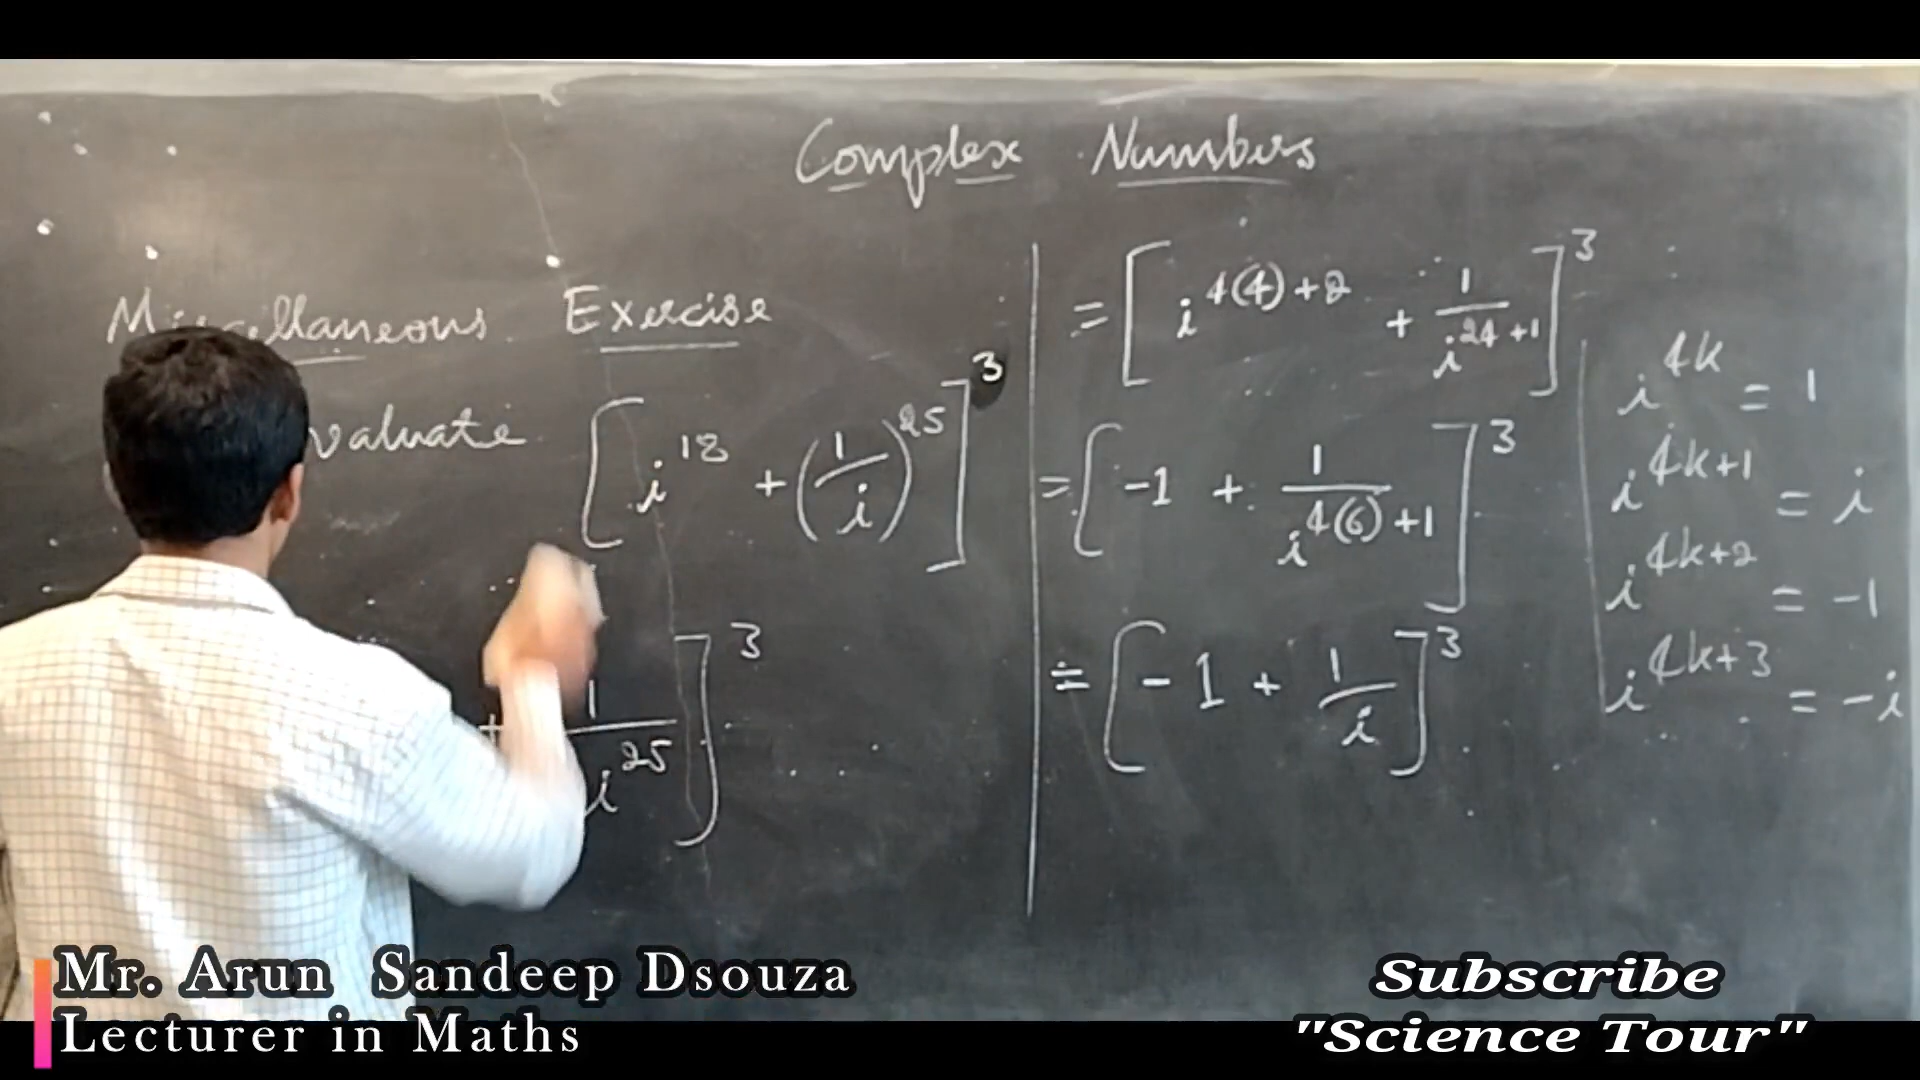 Complex Numbers
Miscellaneous Exercise
valuate [i^18 + (1/i)^25]^3
+ 1/i^25]^3
= [i^4(4)+2 + 1/i^24+1]^3
= [-1 + 1/i^4(6)+1]^3
= [-1 + 1/i]^3
i^4k = 1
i^4k+1 = i
i^4k+2 = -1
i^4k+3 = -i
Mr. Arun Sandeep Dsouza
Lecturer in Maths
Subscribe
"Science Tour"